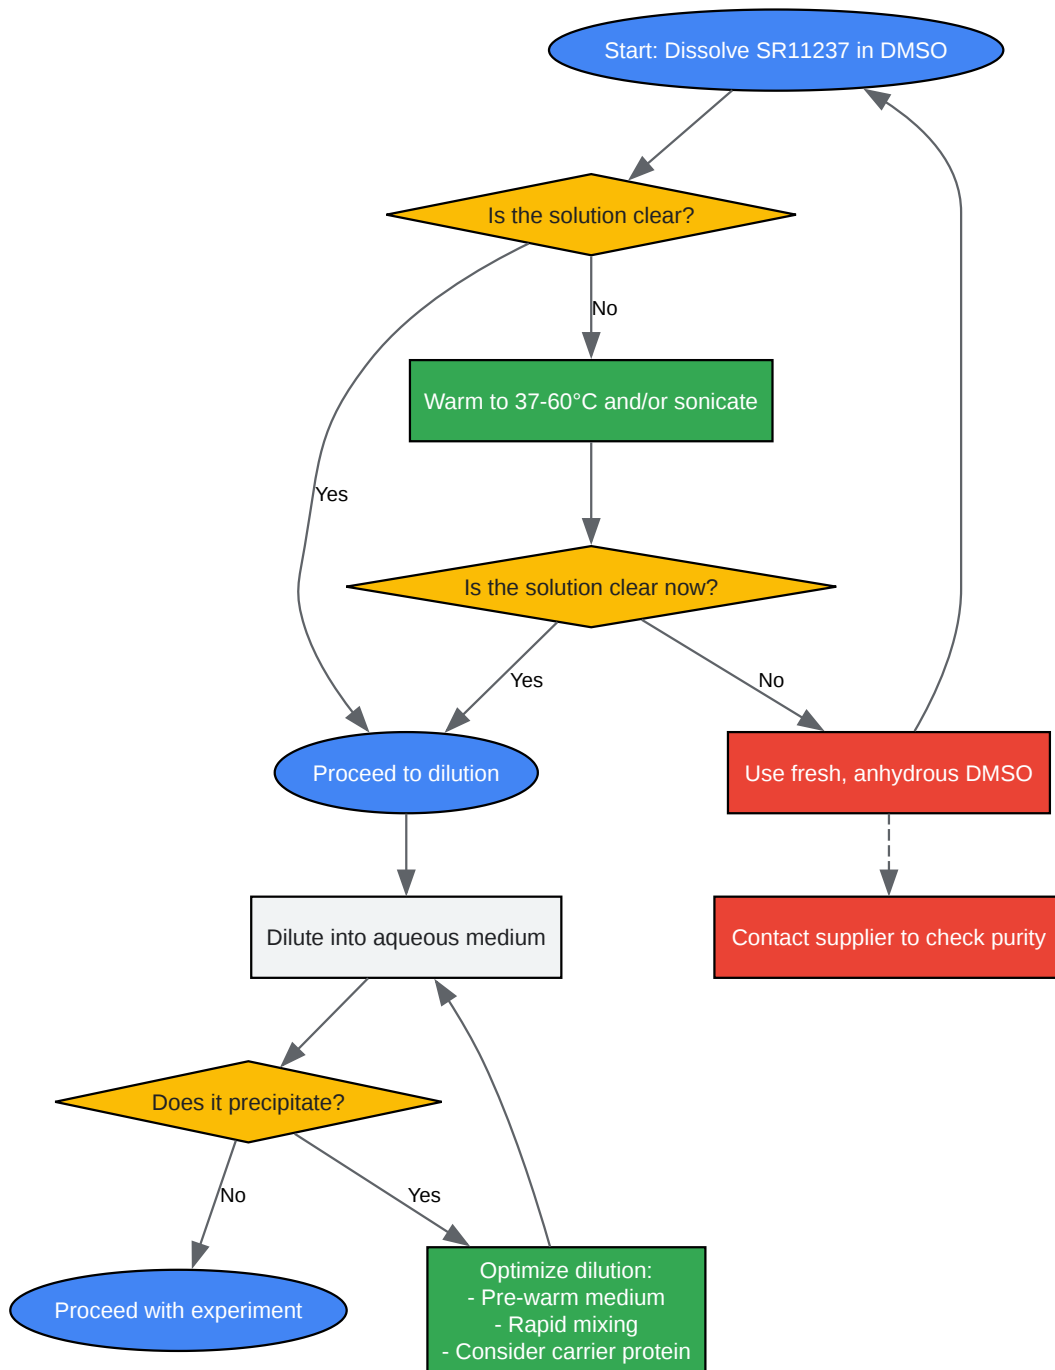 Start: Dissolve SR11237 in DMSO
Is the solution clear?
No
Warm to 37-60°C and/or sonicate
Yes
Is the solution clear now?
Yes
No
Proceed to dilution
Use fresh, anhydrous DMSO
Dilute into aqueous medium
Contact supplier to check purity
Does it precipitate?
No
Yes
Proceed with experiment
Optimize dilution:
- Pre-warm medium
- Rapid mixing
- Consider carrier protein